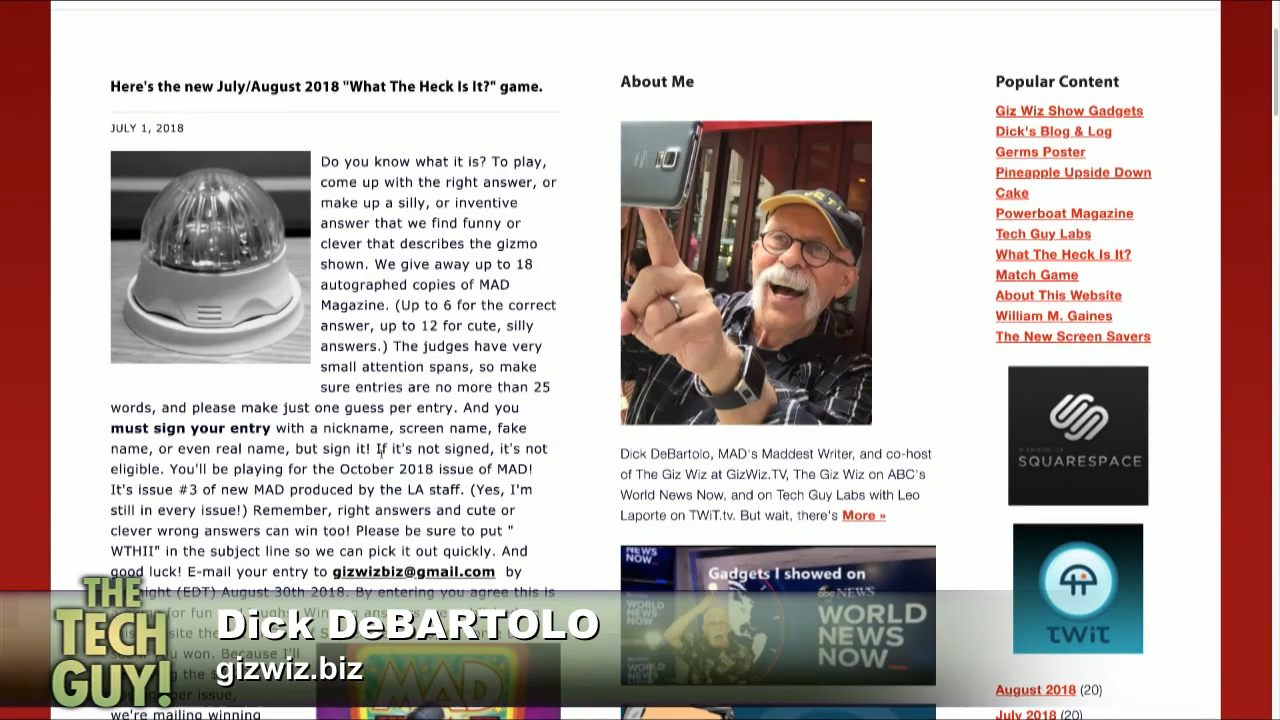 Here's the new July/August 2018 "What The Heck Is It?" game.
JULY 1, 2018
Do you know what it is? To play,
come up with the right answer, or
make up a silly, or inventive
answer that we find funny or
clever that describes the gizmo
shown. We give away up to 18
autographed copies of MAD
Magazine. (Up to 6 for the correct
answer, up to 12 for cute, silly
answers.) The judges have very
small attention spans, so make
sure entries are no more than 25
words, and please make just one guess per entry. And you
must sign your entry with a nickname, screen name, fake
name, or even real name, but sign it! If it's not signed, it's not
eligible. You'll be playing for the October 2018 issue of MAD!
It's issue #3 of new MAD produced by the LA staff. (Yes, I'm
still in every issue!) Remember, right answers and cute or
clever wrong answers can win too! Please be sure to put "
WTHII" in the subject line so we can pick it out quickly. And
good luck! E-mail your entry to gizwizbiz@gmail.com by
(EDT) August 30th 2018. By entering you agree this is
for fun
site the
you won. Because I'll
the
issue,
we're mailing winning
MAD
About Me
Dick DeBartolo, MAD's Maddest Writer, and co-host
of The Giz Wiz at GizWiz.TV, The Giz Wiz on ABC's
World News Now, and on Tech Guy Labs with Leo
Laporte on TWiT.tv. But wait, there's More »
NEWS
NOW
Gadgets I showed on
abc NEWS
WORLD
NEWS
NOW
Popular Content
Giz Wiz Show Gadgets
Dick's Blog & Log
Germs Poster
Pineapple Upside Down
Cake
Powerboat Magazine
Tech Guy Labs
What The Heck Is It?
Match Game
About This Website
William M. Gaines
The New Screen Savers
SQUARESPACE
TWiT
August 2018 (20)
July 2018 (20)
THE
TECH
GUY!
Dick DeBARTOLO
gizwiz.biz